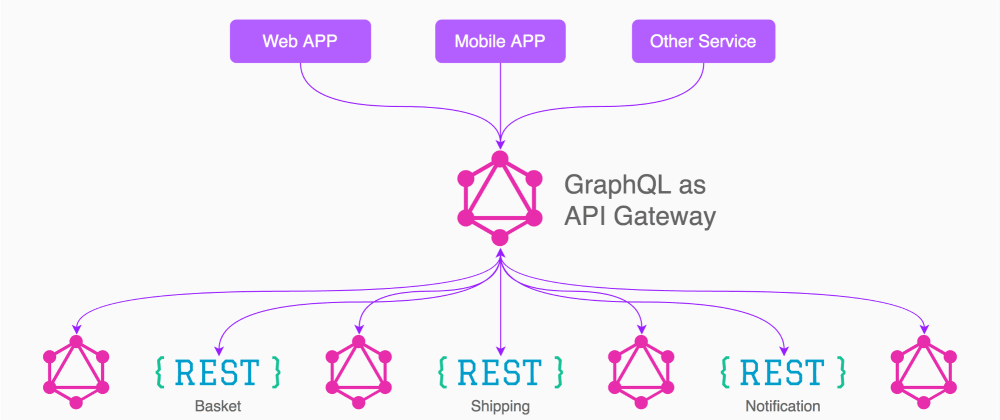 Web APP
Mobile APP
Other Service
GraphQL as
API Gateway
{ REST }
{ REST }
{ REST }
Basket
Shipping
Notification